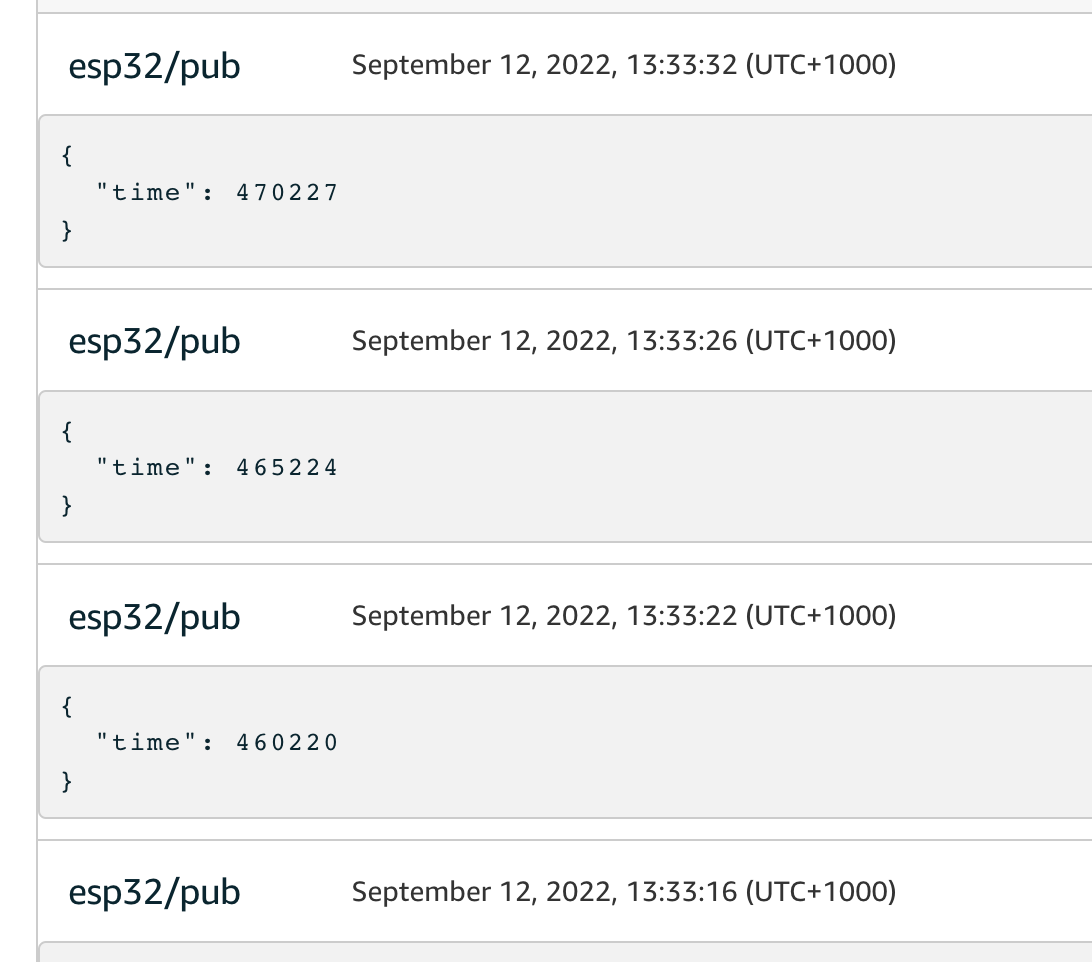 esp32/pub September 12, 2022, 13:33:32 (UTC+1000)
{
"time": 470227
}
esp32/pub September 12, 2022, 13:33:26 (UTC+1000)
{
"time": 465224
}
esp32/pub September 12, 2022, 13:33:22 (UTC+1000)
{
"time": 460220
}
esp32/pub September 12, 2022, 13:33:16 (UTC+1000)